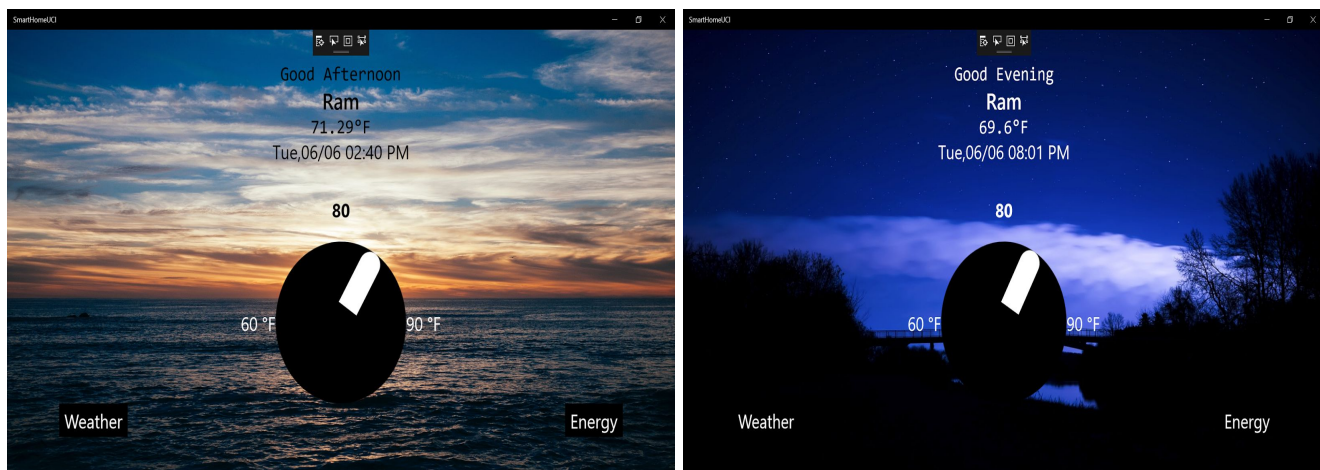 SmartHomeUCI
Good Afternoon
Ram
71.29°F
Tue,06/06 02:40 PM
80
60 °F
90 °F
Weather
Energy
SmartHomeUCI
Good Evening
Ram
69.6°F
Tue,06/06 08:01 PM
80
60 °F
90 °F
Weather
Energy